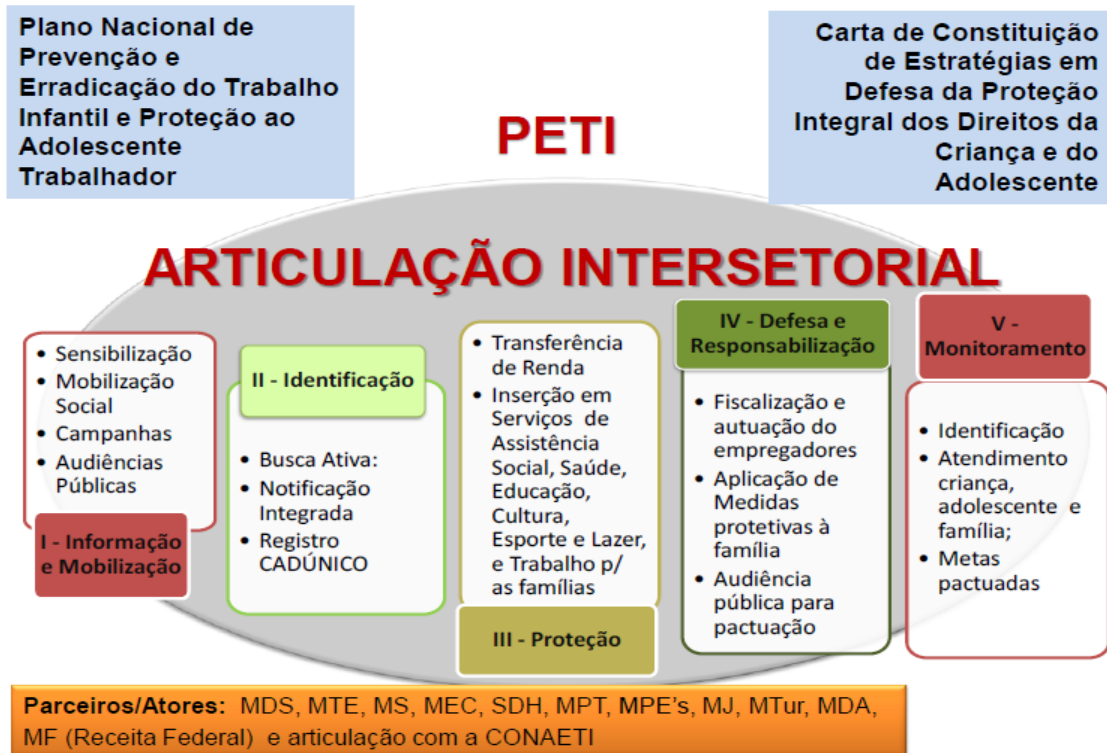 Plano Nacional de
Prevenção e
Erradicação do Trabalho
Infantil e Proteção ao
Adolescente
Trabalhador
Carta de Constituição
de Estratégias em
Defesa da Proteção
Integral dos Direitos da
Criança e do
Adolescente
PETI
ARTICULAÇÃO INTERSETORIAL
• Sensibilização
• Mobilização
Social
• Campanhas
• Audiências
Públicas
I - Informação
e Mobilização
II - Identificação
• Busca Ativa:
• Notificação
Integrada
• Registro
CADÚNICO
• Transferência
de Renda
• Inserção em
Serviços de
Assistência
Social, Saúde,
Educação,
Cultura,
Esporte e Lazer,
e Trabalho p/
as famílias
III - Proteção
IV - Defesa e
Responsabilização
• Fiscalização e
autuação do
empregadores
• Aplicação de
Medidas
protetivas à
família
• Audiência
pública para
pactuação
V -
Monitoramento
• Identificação
• Atendimento
criança,
adolescente e
família;
• Metas
pactuadas
Parceiros/Atores: MDS, MTE, MS, MEC, SDH, MPT, MPE's, MJ, MTur, MDA,
MF (Receita Federal) e articulação com a CONAETI